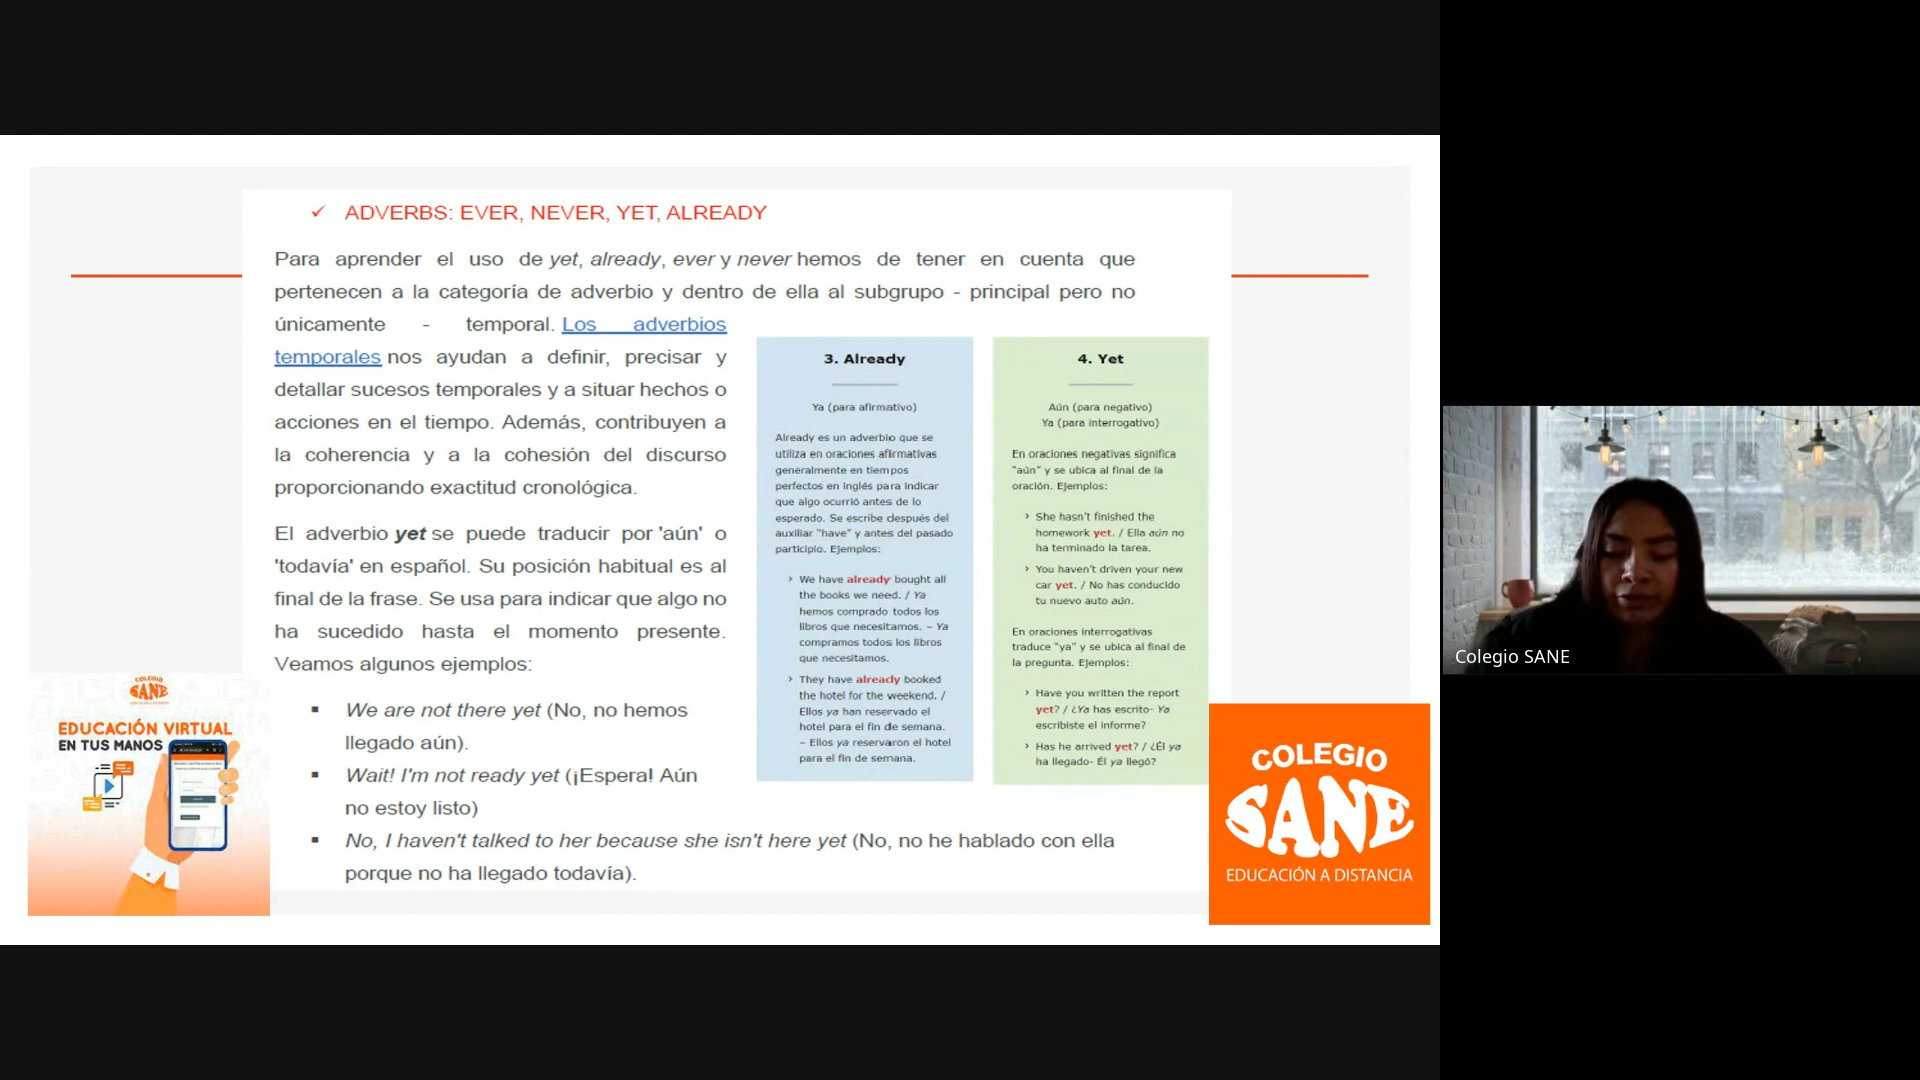 ADVERBS: EVER, NEVER, YET, ALREADY
Para aprender el uso de yet, already, ever y never hemos de tener en cuenta que
pertenecen a la categoría de adverbio y dentro de ella al subgrupo - principal pero no
únicamente - temporal. Los adverbios
temporales nos ayudan a definir, precisar y
detallar sucesos temporales y a situar hechos o
acciones en el tiempo. Además, contribuyen a
la coherencia y a la cohesión del discurso
proporcionando exactitud cronológica.
El adverbio yet se puede traducir por 'aún' o
'todavía' en español. Su posición habitual es al
final de la frase. Se usa para indicar que algo no
ha sucedido hasta el momento presente.
Veamos algunos ejemplos:
We are not there yet (No, no hemos
llegado aún).
Wait! I'm not ready yet (¡Espera! Aún
no estoy listo)
No, I haven't talked to her because she isn't here yet (No, no he hablado con ella
porque no ha llegado todavía).
3. Already
Ya (para afirmativo)
Already es un adverbio que se
utiliza en oraciones afirmativas
generalmente en tiempos
perfectos en inglés para indicar
que algo ocurrió antes de lo
esperado. Se escribe después del
auxiliar "have" y antes del pasado
participio. Ejemplos:
› We have already bought all
the books we need. / Ya
hemos comprado todos los
libros que necesitamos. – Ya
compramos todos los libros
que necesitamos.
› They have already booked
the hotel for the weekend. /
Ellos ya han reservado el
hotel para el fin de semana.
– Ellos ya reservaron el hotel
para el fin de semana.
4. Yet
Aún (para negativo)
Ya (para interrogativo)
En oraciones negativas significa
"aún" y se ubica al final de la
oración. Ejemplos:
› She hasn't finished the
homework yet. / Ella aún no
ha terminado la tarea.
› You haven't driven your new
car yet. / No has conducido
tu nuevo auto aún.
En oraciones interrogativas
traduce "ya" y se ubica al final de
la pregunta. Ejemplos:
› Have you written the report
yet? / ¿Ya has escrito- Ya
escribiste el informe?
› Has he arrived yet? / ¿Él ya
ha llegado- Él ya llegó?
COLEGIO
SANE
EDUCACIÓN VIRTUAL
EN TUS MANOS
COLEGIO
SANE
EDUCACIÓN A DISTANCIA
Colegio SANE